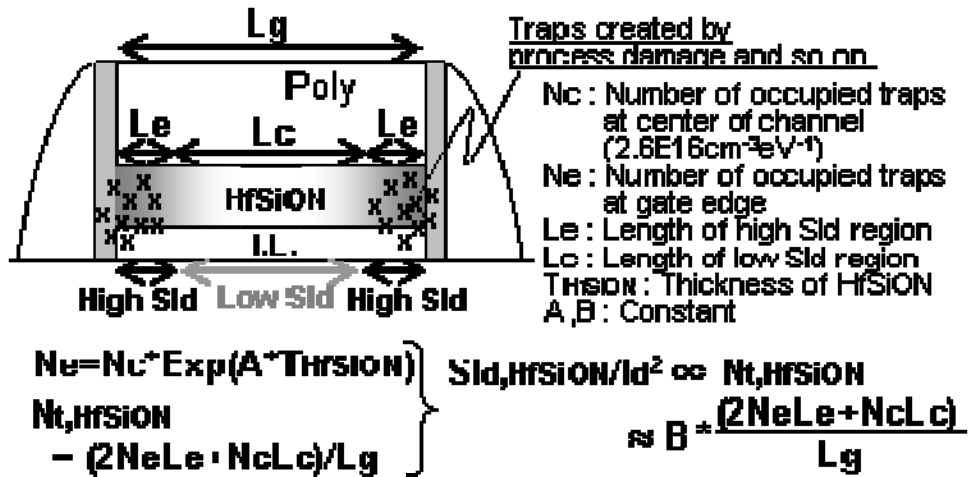 Lg
Traps created by
process damage and so on
Poly
Le Lc Le
HfSiON
I.L.
High SId Low SId High SId
Nc : Number of occupied traps
at center of channel
(2.6E16cm⁻³eV⁻¹)
Ne : Number of occupied traps
at gate edge
Le : Length of high SId region
Lc : Length of low SId region
THfSiON : Thickness of HfSiON
A ,B : Constant
Ne=Nc*Exp(A*THfSiON)
Nt,HfSiON
= (2NeLe+NcLc)/Lg
SId,HfSiON/Id² ∝ Nt,HfSiON
≈ B * (2NeLe+NcLc)
Lg